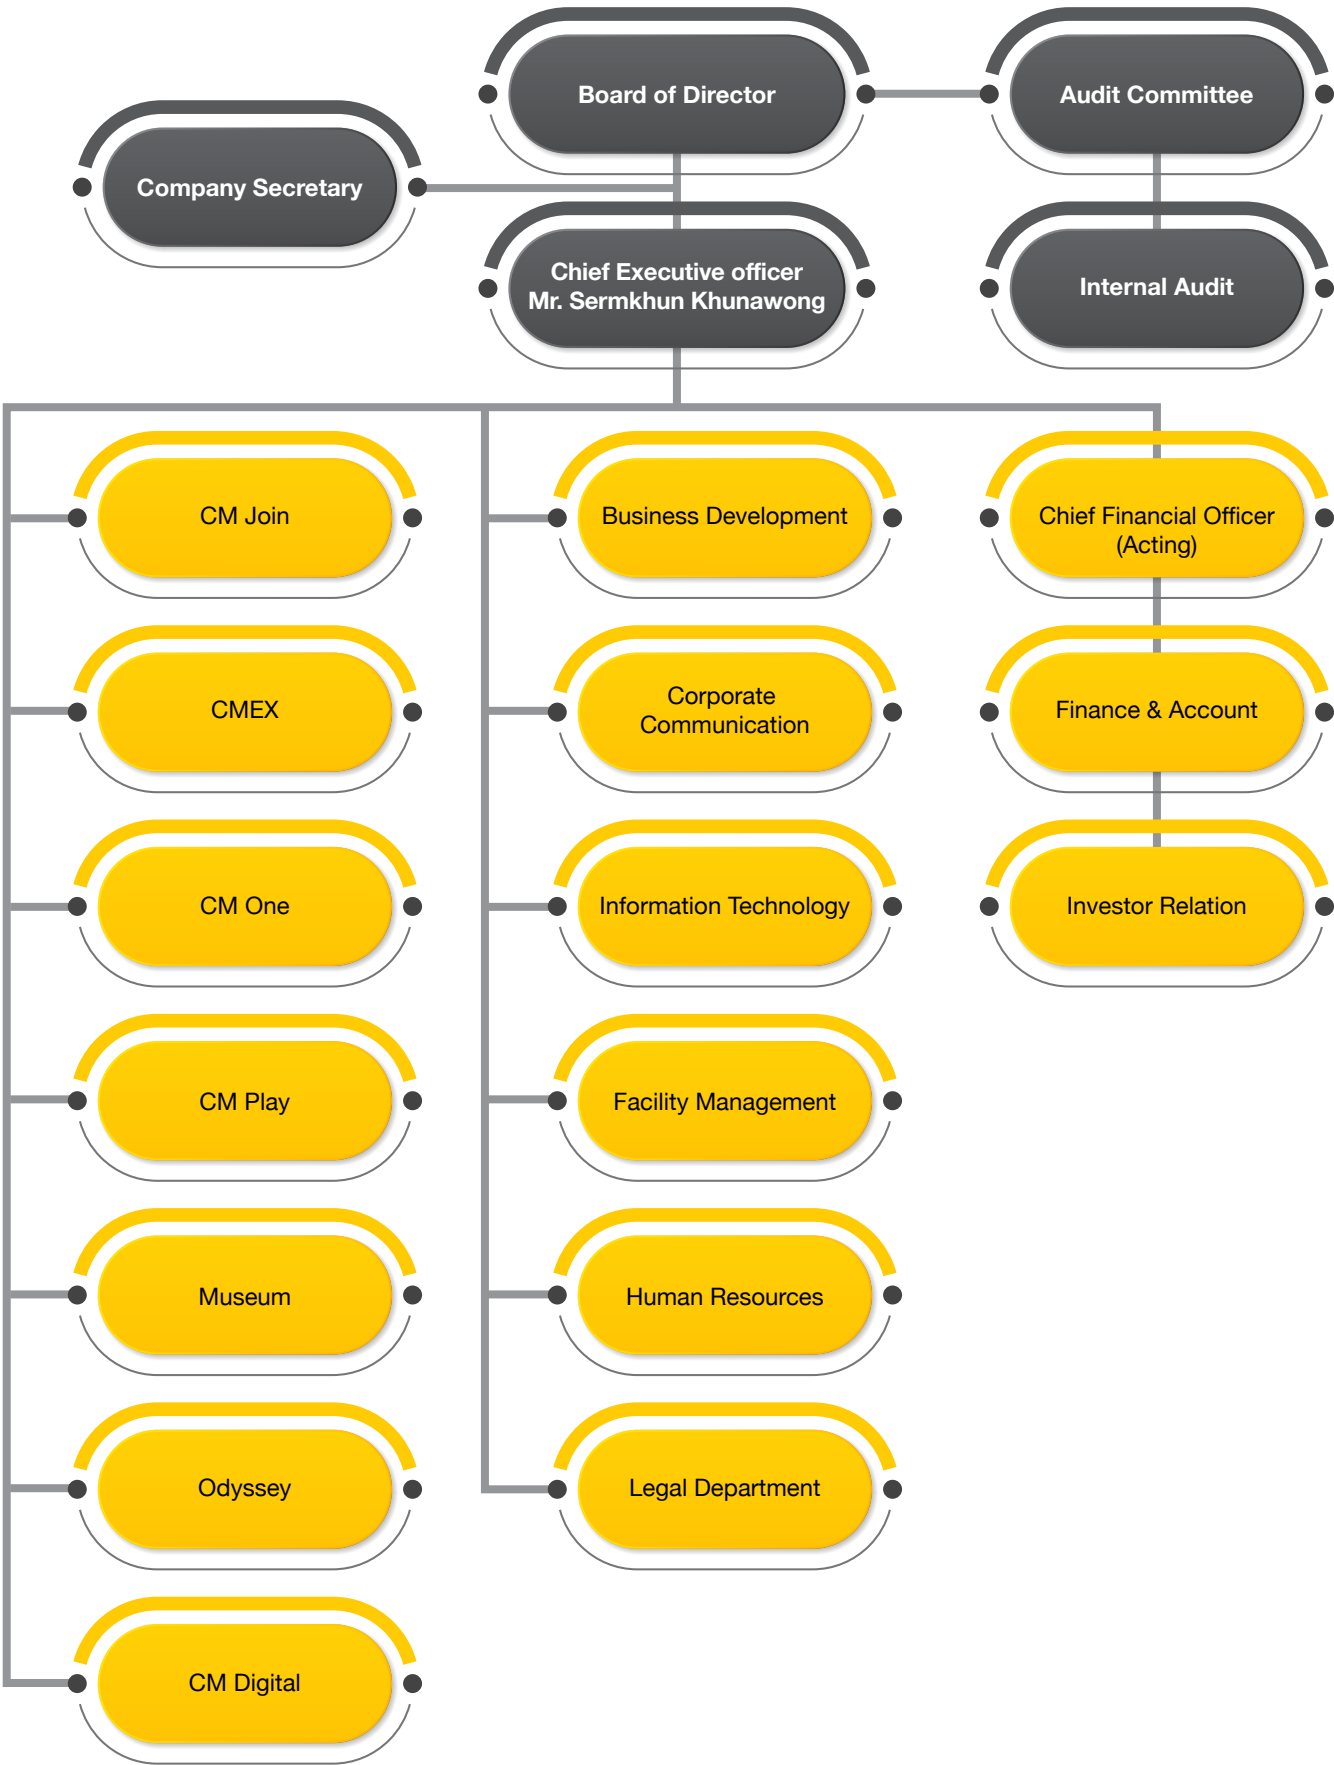 Board of Director
Audit Committee
Company Secretary
Chief Executive officer
Mr. Sermkhun Khunawong
Internal Audit
CM Join
Business Development
Chief Financial Officer
(Acting)
CMEX
Corporate
Communication
Finance & Account
CM One
Information Technology
Investor Relation
CM Play
Facility Management
Museum
Human Resources
Odyssey
Legal Department
CM Digital